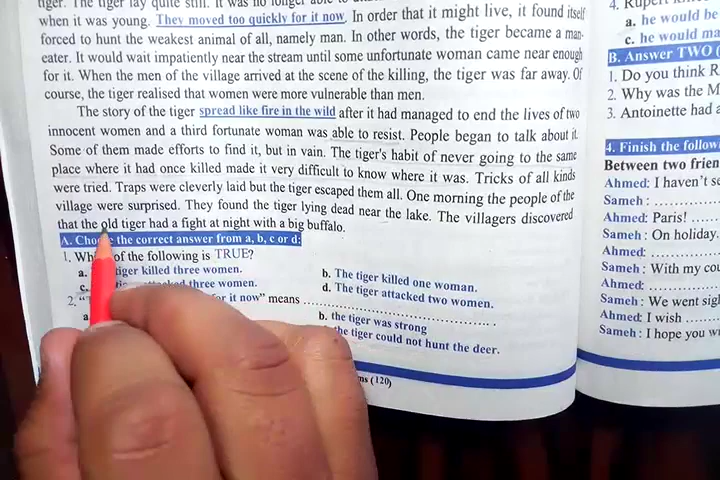 tiger. The tiger lay quite still. It was no longer able to
when it was young. They moved too quickly for it now. In order that it might live, it found itself
forced to hunt the weakest animal of all, namely man. In other words, the tiger became a man-
eater. It would wait impatiently near the stream until some unfortunate woman came near enough
for it. When the men of the village arrived at the scene of the killing, the tiger was far away. Of
course, the tiger realised that women were more vulnerable than men.
The story of the tiger spread like fire in the wild after it had managed to end the lives of two
innocent women and a third fortunate woman was able to resist. People began to talk about it.
Some of them made efforts to find it, but in vain. The tiger's habit of never going to the same
place where it had once killed made it very difficult to know where it was. Tricks of all kinds
were tried. Traps were cleverly laid but the tiger escaped them all. One morning the people of the
village were surprised. They found the tiger lying dead near the lake. The villagers discovered
that the old tiger had a fight at night with a big buffalo.
A. Choose the correct answer from a, b, c or d:
1. Which of the following is TRUE?
a. tiger killed three women.
b. The tiger killed one woman.
c. attacked three women.
d. The tiger attacked two women.
2. for it now" means ....................
a
b. the tiger was strong
the tiger could not hunt the deer.
(120)
4. Rupert
a. he would be
c. he would ma
B. Answer TWO (
1. Do you think R
2. Why was the M
3. Antoinette had a
4. Finish the follow
Between two frien
Ahmed: I haven't se
Sameh : ..........
Ahmed: Paris! ......
Sameh : On holiday.
Ahmed: ..........
Sameh : With my cou
Ahmed: ..........
Sameh : We went sigh
Ahmed: I wish ......
Sameh : I hope you w